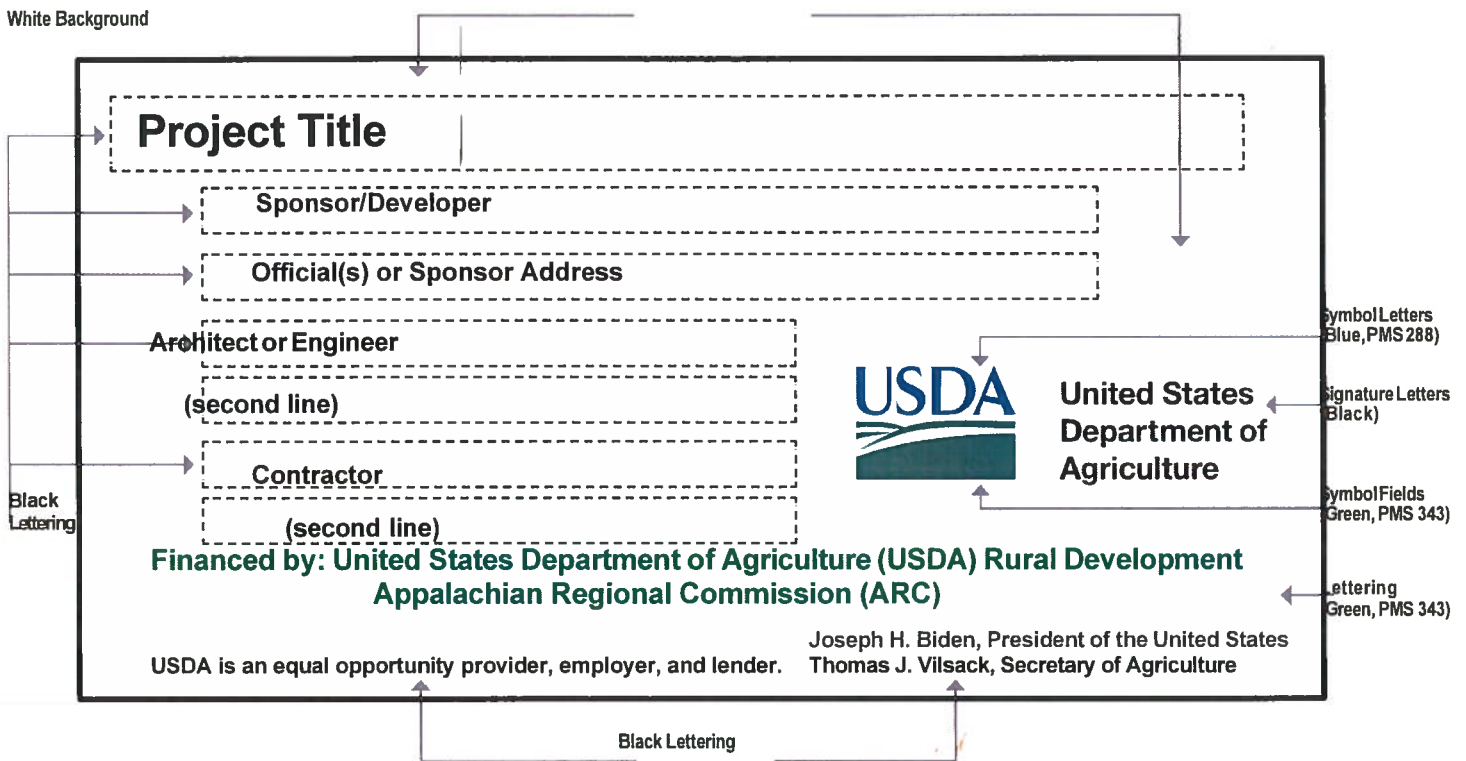 White Background
Project Title
Sponsor/Developer
Official(s) or Sponsor Address
Architect or Engineer
(second line)
Contractor
(second line)
Black
Lettering
USDA
United States
Department of
Agriculture
ymbol Letters
Blue, PMS 288)
ignature Letters
Black)
ymbol Fields
Green, PMS 343)
ettering
Green, PMS 343)
Financed by: United States Department of Agriculture (USDA) Rural Development
Appalachian Regional Commission (ARC)
Joseph H. Biden, President of the United States
USDA is an equal opportunity provider, employer, and lender.
Thomas J. Vilsack, Secretary of Agriculture
Black Lettering